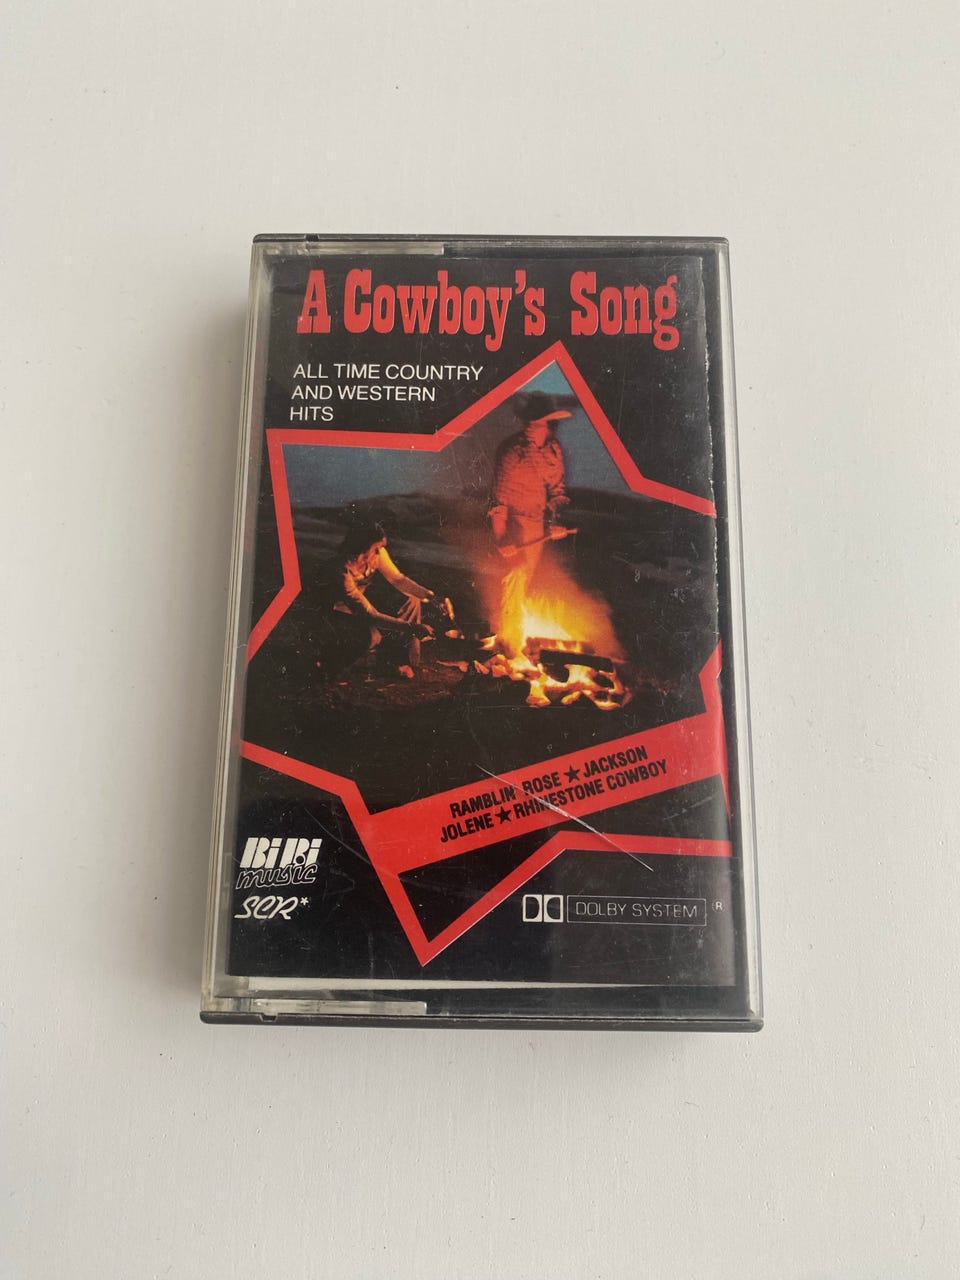 A Cowboy's Song
ALL TIME COUNTRY
AND WESTERN
HITS
RAMBLIN ROSE ★ JACKSON
JOLENE ★ RHINESTONE COWBOY
BiBi
music
SCR*
DOLBY SYSTEM ®